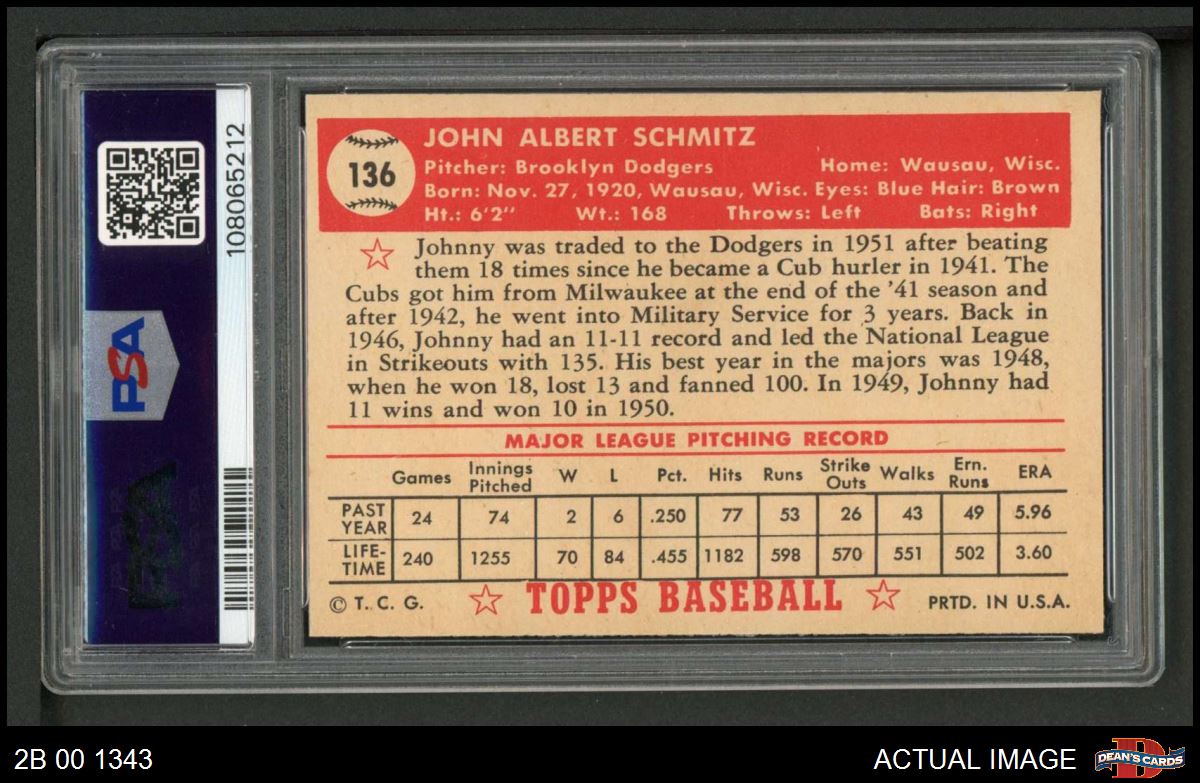 108065212
PSA
PSA
136
JOHN ALBERT SCHMITZ
Pitcher: Brooklyn Dodgers Home: Wausau, Wisc.
Born: Nov. 27, 1920, Wausau, Wisc. Eyes: Blue Hair: Brown
Ht.: 6'2" Wt.: 168 Throws: Left Bats: Right
Johnny was traded to the Dodgers in 1951 after beating
them 18 times since he became a Cub hurler in 1941. The
Cubs got him from Milwaukee at the end of the '41 season and
after 1942, he went into Military Service for 3 years. Back in
1946, Johnny had an 11-11 record and led the National League
in Strikeouts with 135. His best year in the majors was 1948,
when he won 18, lost 13 and fanned 100. In 1949, Johnny had
11 wins and won 10 in 1950.
MAJOR LEAGUE PITCHING RECORD
Games Innings Pitched W L Pct. Hits Runs Strike Outs Walks Ern. Runs ERA
PAST YEAR 24 74 2 6 .250 77 53 26 43 49 5.96
LIFE-TIME 240 1255 70 84 .455 1182 598 570 551 502 3.60
© T. C. G. TOPPS BASEBALL PRTD. IN U.S.A.
2B 00 1343 ACTUAL IMAGE DEAN'S CARDS